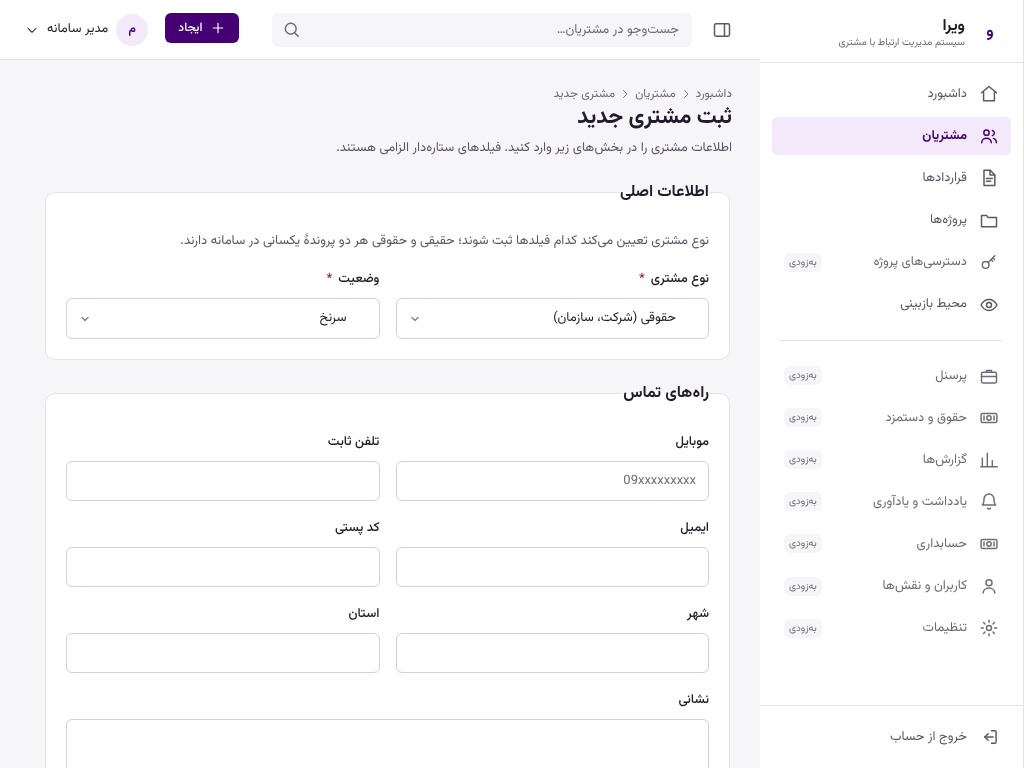 و
ویرا
سیستم مدیریت ارتباط با مشتری
داشبورد
مشتریان
قراردادها
پروژه‌ها
دسترسی‌های پروژه
به‌زودی
محیط بازبینی
پرسنل
به‌زودی
حقوق و دستمزد
به‌زودی
گزارش‌ها
به‌زودی
یادداشت و یادآوری
به‌زودی
حسابداری
به‌زودی
کاربران و نقش‌ها
به‌زودی
تنظیمات
به‌زودی
خروج از حساب
جست‌وجو در مشتریان...
ایجاد
م
مدیر سامانه
داشبورد
مشتریان
مشتری جدید
ثبت مشتری جدید
اطلاعات مشتری را در بخش‌های زیر وارد کنید. فیلدهای ستاره‌دار الزامی هستند.
اطلاعات اصلی
نوع مشتری تعیین می‌کند کدام فیلدها ثبت شوند؛ حقیقی و حقوقی هر دو پروندهٔ یکسانی در سامانه دارند.
نوع مشتری *
وضعیت *
حقوقی (شرکت، سازمان)
سرنخ
راه‌های تماس
موبایل
تلفن ثابت
09xxxxxxxxx
ایمیل
کد پستی
شهر
استان
نشانی